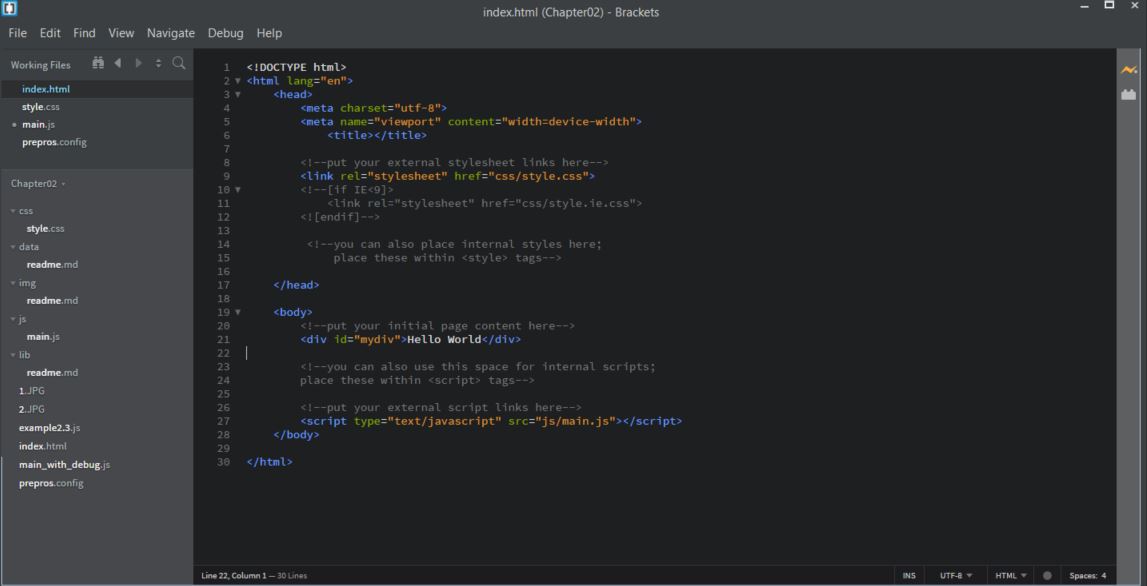 index.html (Chapter02) - Brackets
File Edit Find View Navigate Debug Help
Working Files
index.html
style.css
main.js
prepros.config
Chapter02
css
style.css
data
readme.md
img
readme.md
js
main.js
lib
readme.md
1.JPG
2.JPG
example2.3.js
index.html
main_with_debug.js
prepros.config
1 <!DOCTYPE html>
2 <html lang="en">
3 <head>
4 <meta charset="utf-8">
5 <meta name="viewport" content="width=device-width">
6 <title></title>
7
8 <!--put your external stylesheet links here-->
9 <link rel="stylesheet" href="css/style.css">
10 <!--[if IE<9]>
11 <link rel="stylesheet" href="css/style.ie.css">
12 <![endif]-->
13
14 <!--you can also place internal styles here;
15 place these within <style> tags-->
16
17 </head>
18
19 <body>
20 <!--put your initial page content here-->
21 <div id="mydiv">Hello World</div>
22
23 <!--you can also use this space for internal scripts;
24 place these within <script> tags-->
25
26 <!--put your external script links here-->
27 <script type="text/javascript" src="js/main.js"></script>
28 </body>
29
30 </html>
Line 22, Column 1 — 30 Lines
INS UTF-8 HTML Spaces: 4